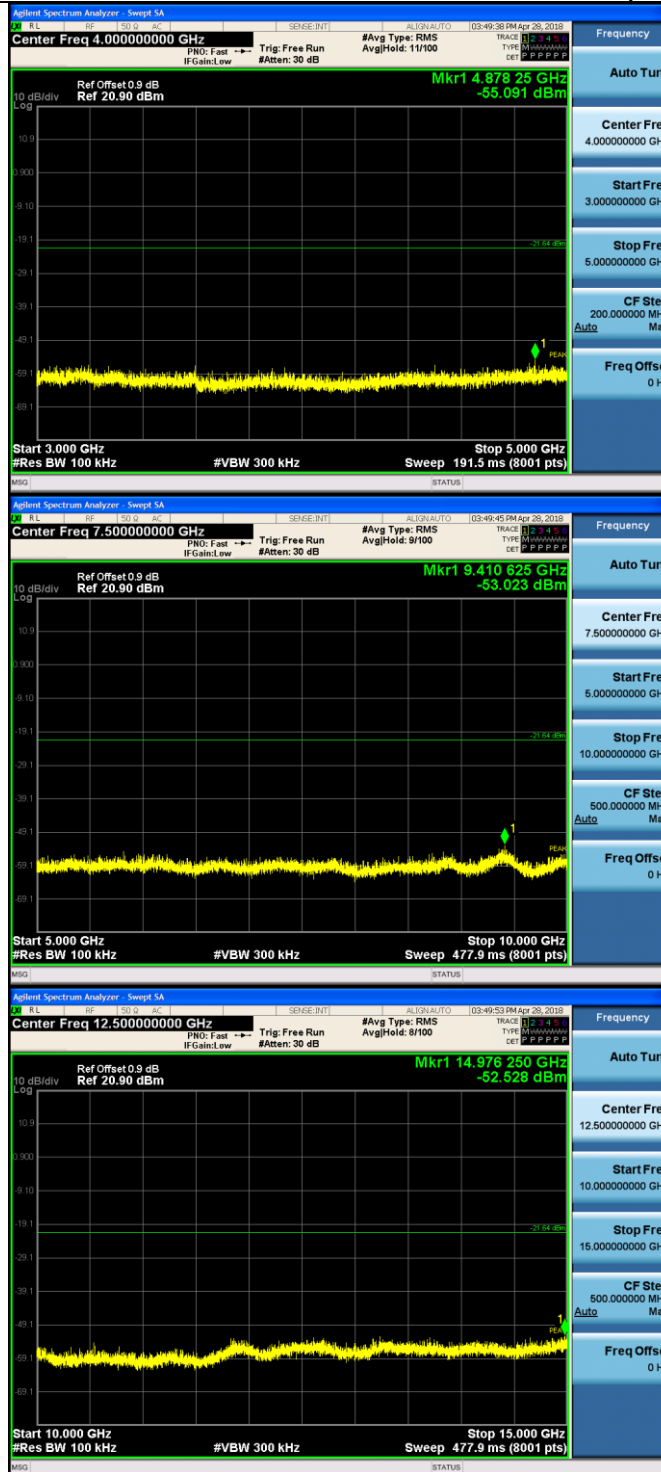 Agilent Spectrum Analyzer - Swept SA
RL RF 50 Ω AC SENSE:INT ALIGNAUTO 03:49:38 PM Apr 28, 2018
Center Freq 4.000000000 GHz #Avg Type: RMS TRACE 1 2 3 4 5 6 Frequency
PNO: Fast Trig: Free Run Avg|Hold: 11/100 TYPE M
IFGain:Low #Atten: 30 dB DET P P P P P P
Auto Tun
Mkr1 4.878 25 GHz
Ref Offset 0.9 dB
10 dB/div Ref 20.90 dBm -55.091 dBm
Log
Center Fre
4.000000000 GH
10.9
0.900
Start Fre
3.000000000 GH
-9.10
-19.1
-21.64 dBm
Stop Fre
5.000000000 GH
-29.1
-39.1
CF Ste
200.000000 MH
Auto Ma
-49.1
1
PEAK
-59.1
Freq Offs
0 H
-69.1
Start 3.000 GHz Stop 5.000 GHz
#Res BW 100 kHz #VBW 300 kHz Sweep 191.5 ms (8001 pts)
MSG STATUS
Agilent Spectrum Analyzer - Swept SA
RL RF 50 Ω AC SENSE:INT ALIGNAUTO 03:49:45 PM Apr 28, 2018
Center Freq 7.500000000 GHz #Avg Type: RMS TRACE 1 2 3 4 5 6 Frequency
PNO: Fast Trig: Free Run Avg|Hold: 9/100 TYPE M
IFGain:Low #Atten: 30 dB DET P P P P P P
Auto Tun
Mkr1 9.410 625 GHz
Ref Offset 0.9 dB
10 dB/div Ref 20.90 dBm -53.023 dBm
Log
Center Fre
7.500000000 GH
10.9
0.900
Start Fre
5.000000000 GH
-9.10
-19.1
-21.64 dBm
Stop Fre
10.000000000 GH
-29.1
-39.1
CF Ste
500.000000 MH
Auto Ma
-49.1
1
PEAK
-59.1
Freq Offs
0 H
-69.1
Start 5.000 GHz Stop 10.000 GHz
#Res BW 100 kHz #VBW 300 kHz Sweep 477.9 ms (8001 pts)
MSG STATUS
Agilent Spectrum Analyzer - Swept SA
RL RF 50 Ω AC SENSE:INT ALIGNAUTO 03:49:53 PM Apr 28, 2018
Center Freq 12.500000000 GHz #Avg Type: RMS TRACE 1 2 3 4 5 6 Frequency
PNO: Fast Trig: Free Run Avg|Hold: 8/100 TYPE M
IFGain:Low #Atten: 30 dB DET P P P P P P
Auto Tun
Mkr1 14.976 250 GHz
Ref Offset 0.9 dB
10 dB/div Ref 20.90 dBm -52.528 dBm
Log
Center Fre
12.500000000 GH
10.9
0.900
Start Fre
10.000000000 GH
-9.10
-19.1
-21.64 dBm
Stop Fre
15.000000000 GH
-29.1
-39.1
CF Ste
500.000000 MH
Auto Ma
-49.1
1
PEAK
-59.1
Freq Offs
0 H
-69.1
Start 10.000 GHz Stop 15.000 GHz
#Res BW 100 kHz #VBW 300 kHz Sweep 477.9 ms (8001 pts)
MSG STATUS